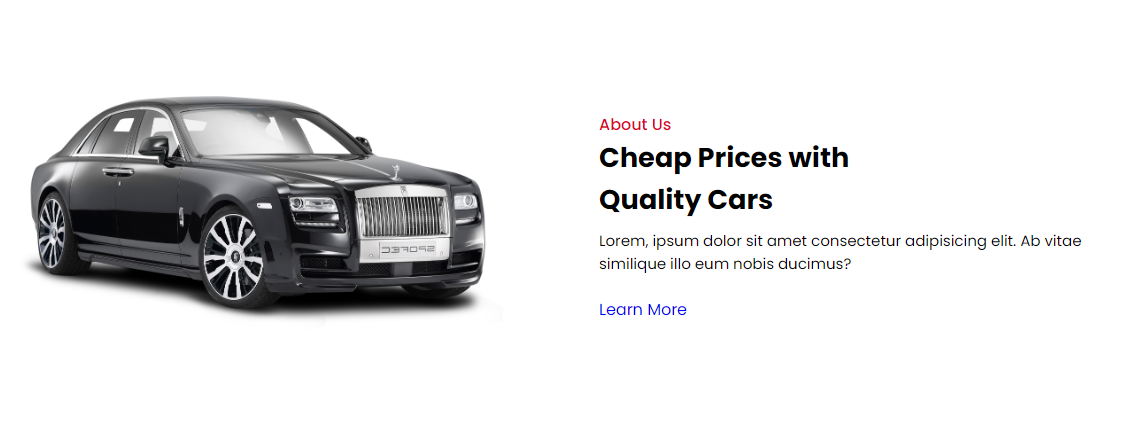 About Us
Cheap Prices with
Quality Cars
Lorem, ipsum dolor sit amet consectetur adipisicing elit. Ab vitae
similique illo eum nobis ducimus?
Learn More